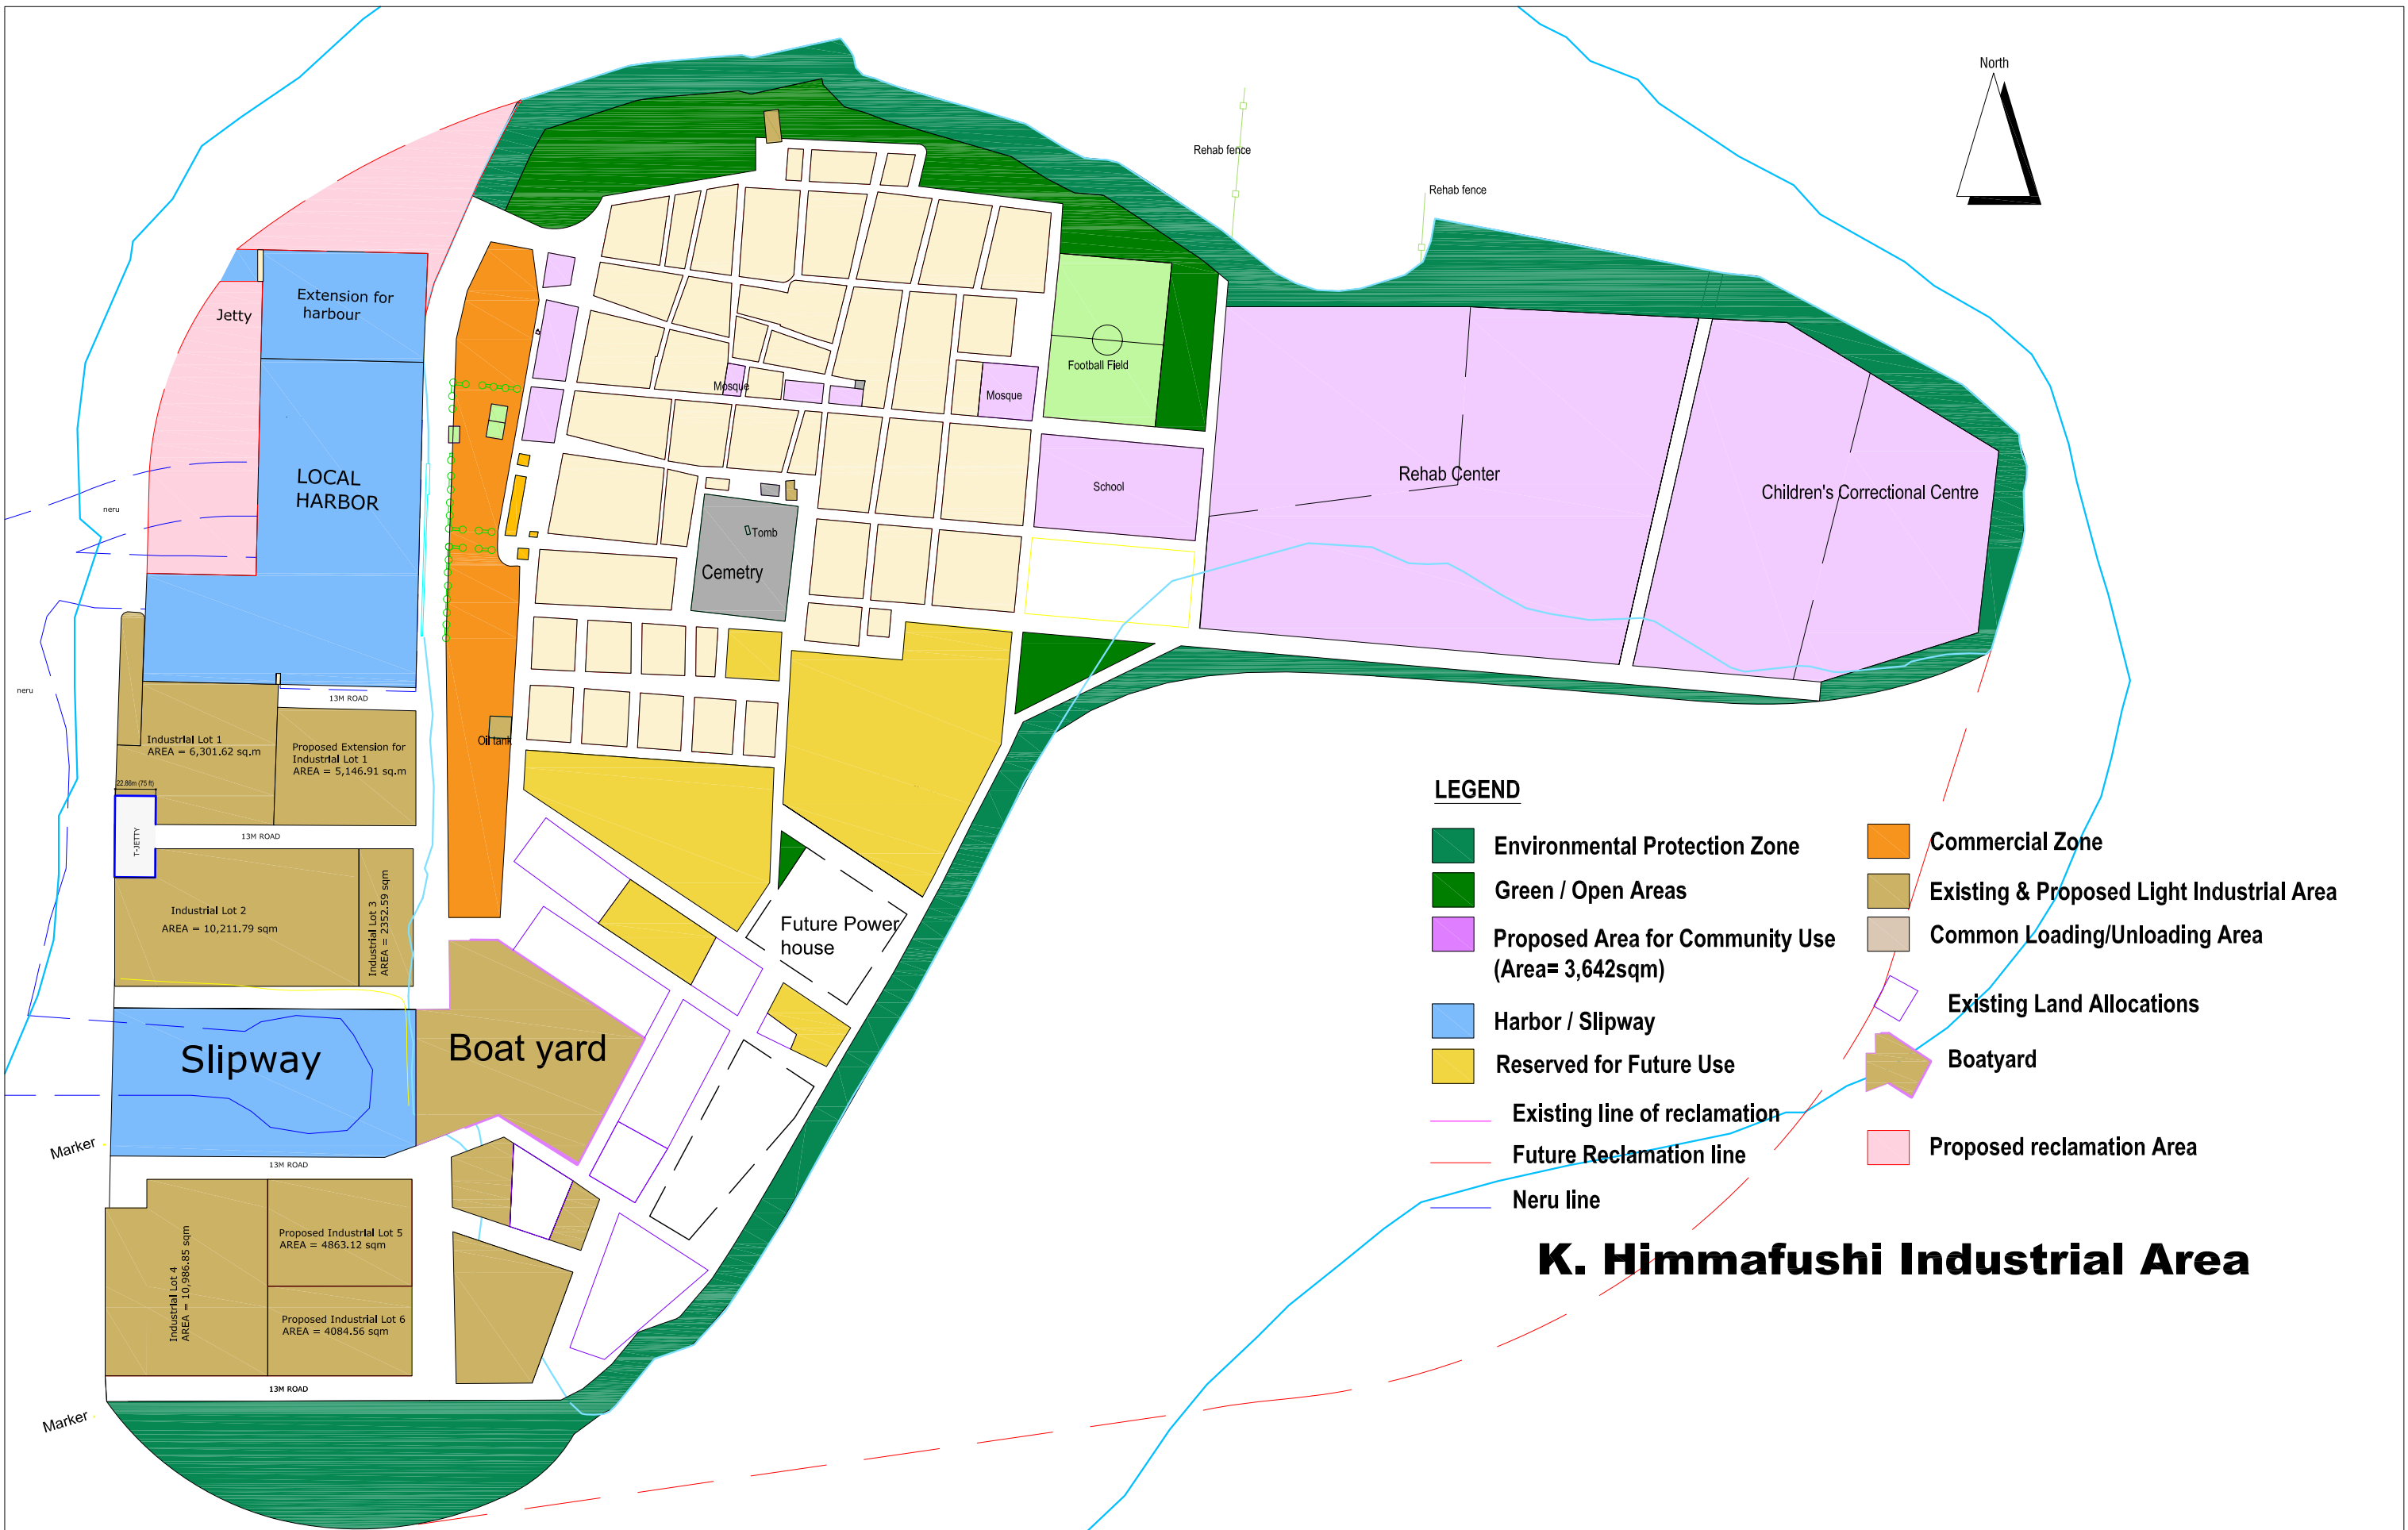 North
Rehab fence
Rehab fence
Extension for
harbour
Jetty
Football Field
Mosque
Mosque
LOCAL
HARBOR
Rehab Center
School
Children's Correctional Centre
neru
Tomb
Cemetry
neru
13M ROAD
Industrial Lot 1
AREA = 6,301.62 sq.m
Proposed Extension for
Industrial Lot 1
AREA = 5,146.91 sq.m
Oil tank
22.86m (75 ft)
T-JETTY
13M ROAD
Industrial Lot 2
AREA = 10,211.79 sqm
Industrial Lot 3
AREA = 2352.59 sqm
Future Power
house
Slipway
Boat yard
Marker
13M ROAD
Industrial Lot 4
AREA = 10,986.85 sqm
Proposed Industrial Lot 5
AREA = 4863.12 sqm
Proposed Industrial Lot 6
AREA = 4084.56 sqm
13M ROAD
Marker
LEGEND
Environmental Protection Zone
Green / Open Areas
Proposed Area for Community Use
(Area= 3,642sqm)
Harbor / Slipway
Reserved for Future Use
Existing line of reclamation
Future Reclamation line
Neru line
Commercial Zone
Existing & Proposed Light Industrial Area
Common Loading/Unloading Area
Existing Land Allocations
Boatyard
Proposed reclamation Area
K. Himmafushi Industrial Area